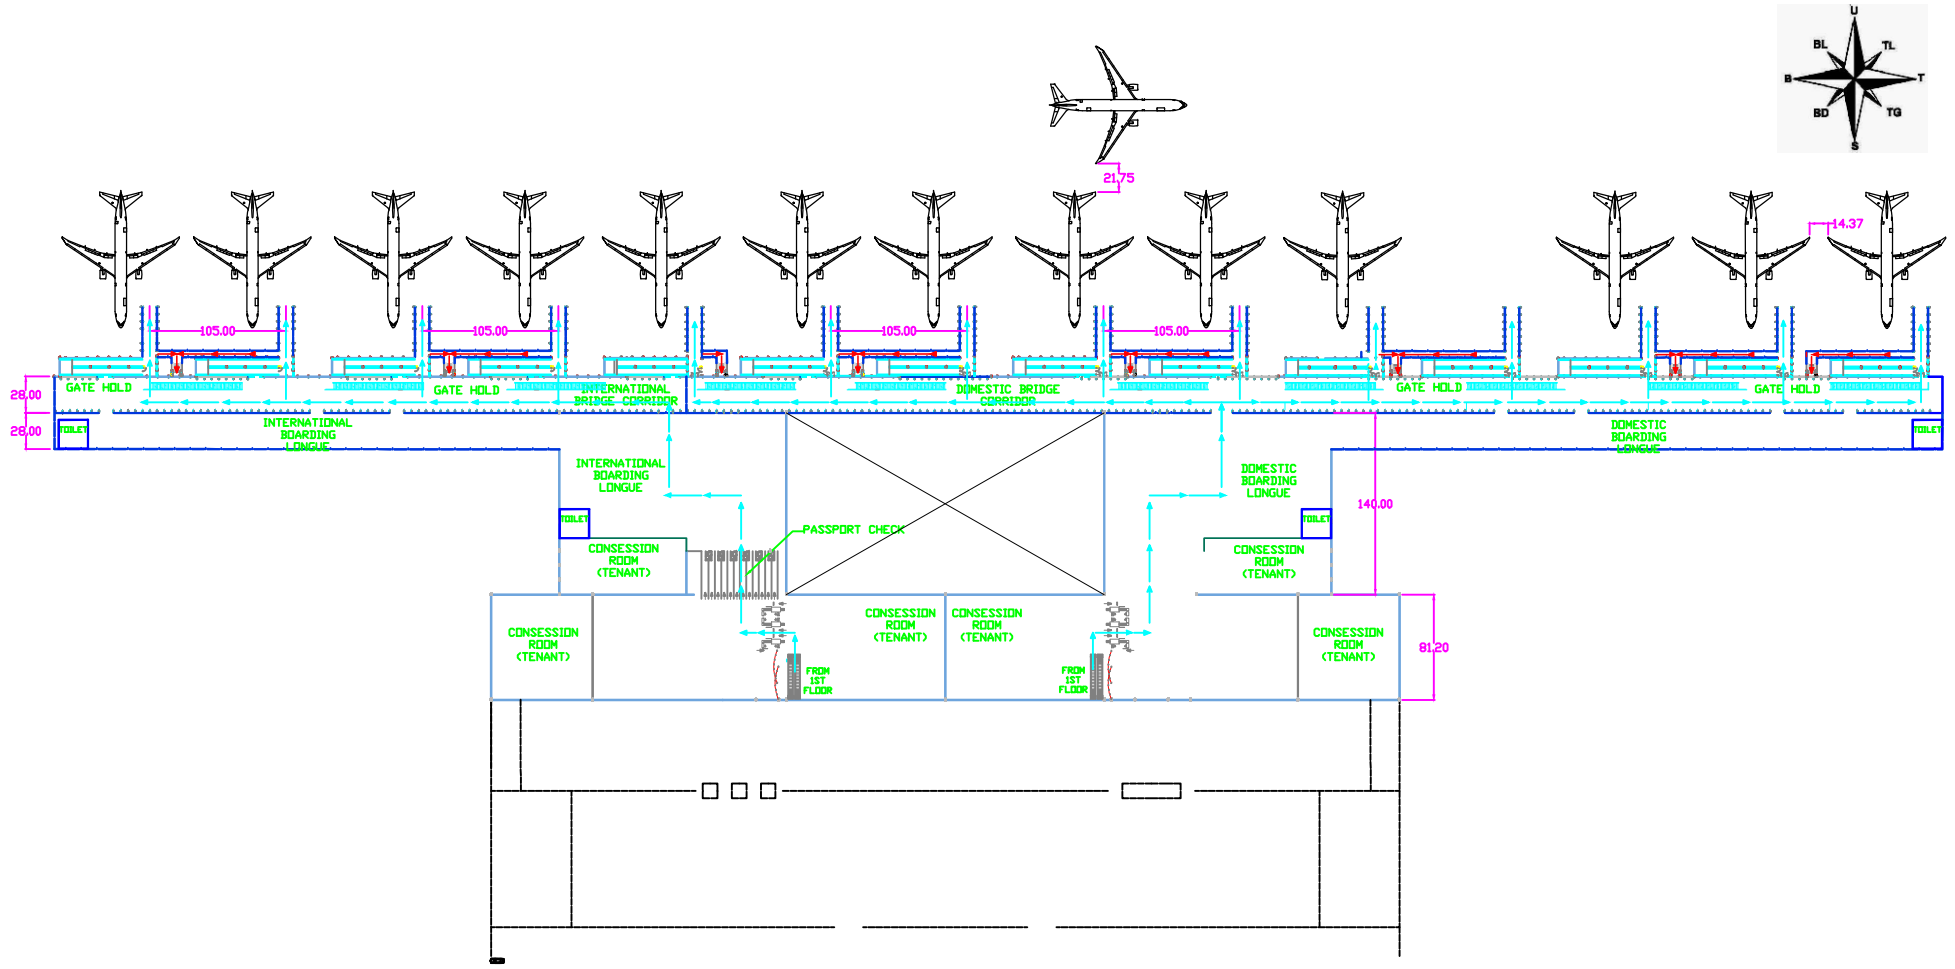 U
BL
TL
B
T
BD
TG
S
21.75
14.37
105.00
105.00
105.00
105.00
GATE HOLD
GATE HOLD
INTERNATIONAL
BRIDGE CORRIDOR
DOMESTIC BRIDGE
CORRIDOR
GATE HOLD
GATE HOLD
28.00
28.00
TOILET
INTERNATIONAL
BOARDING
LONGUE
DOMESTIC
BOARDING
LONGUE
TOILET
INTERNATIONAL
BOARDING
LONGUE
DOMESTIC
BOARDING
LONGUE
140.00
TOILET
PASSPORT CHECK
TOILET
CONSESSION
ROOM
(TENANT)
CONSESSION
ROOM
(TENANT)
CONSESSION
ROOM
(TENANT)
CONSESSION
ROOM
(TENANT)
CONSESSION
ROOM
(TENANT)
CONSESSION
ROOM
(TENANT)
81.20
FROM
1ST
FLOOR
FROM
1ST
FLOOR